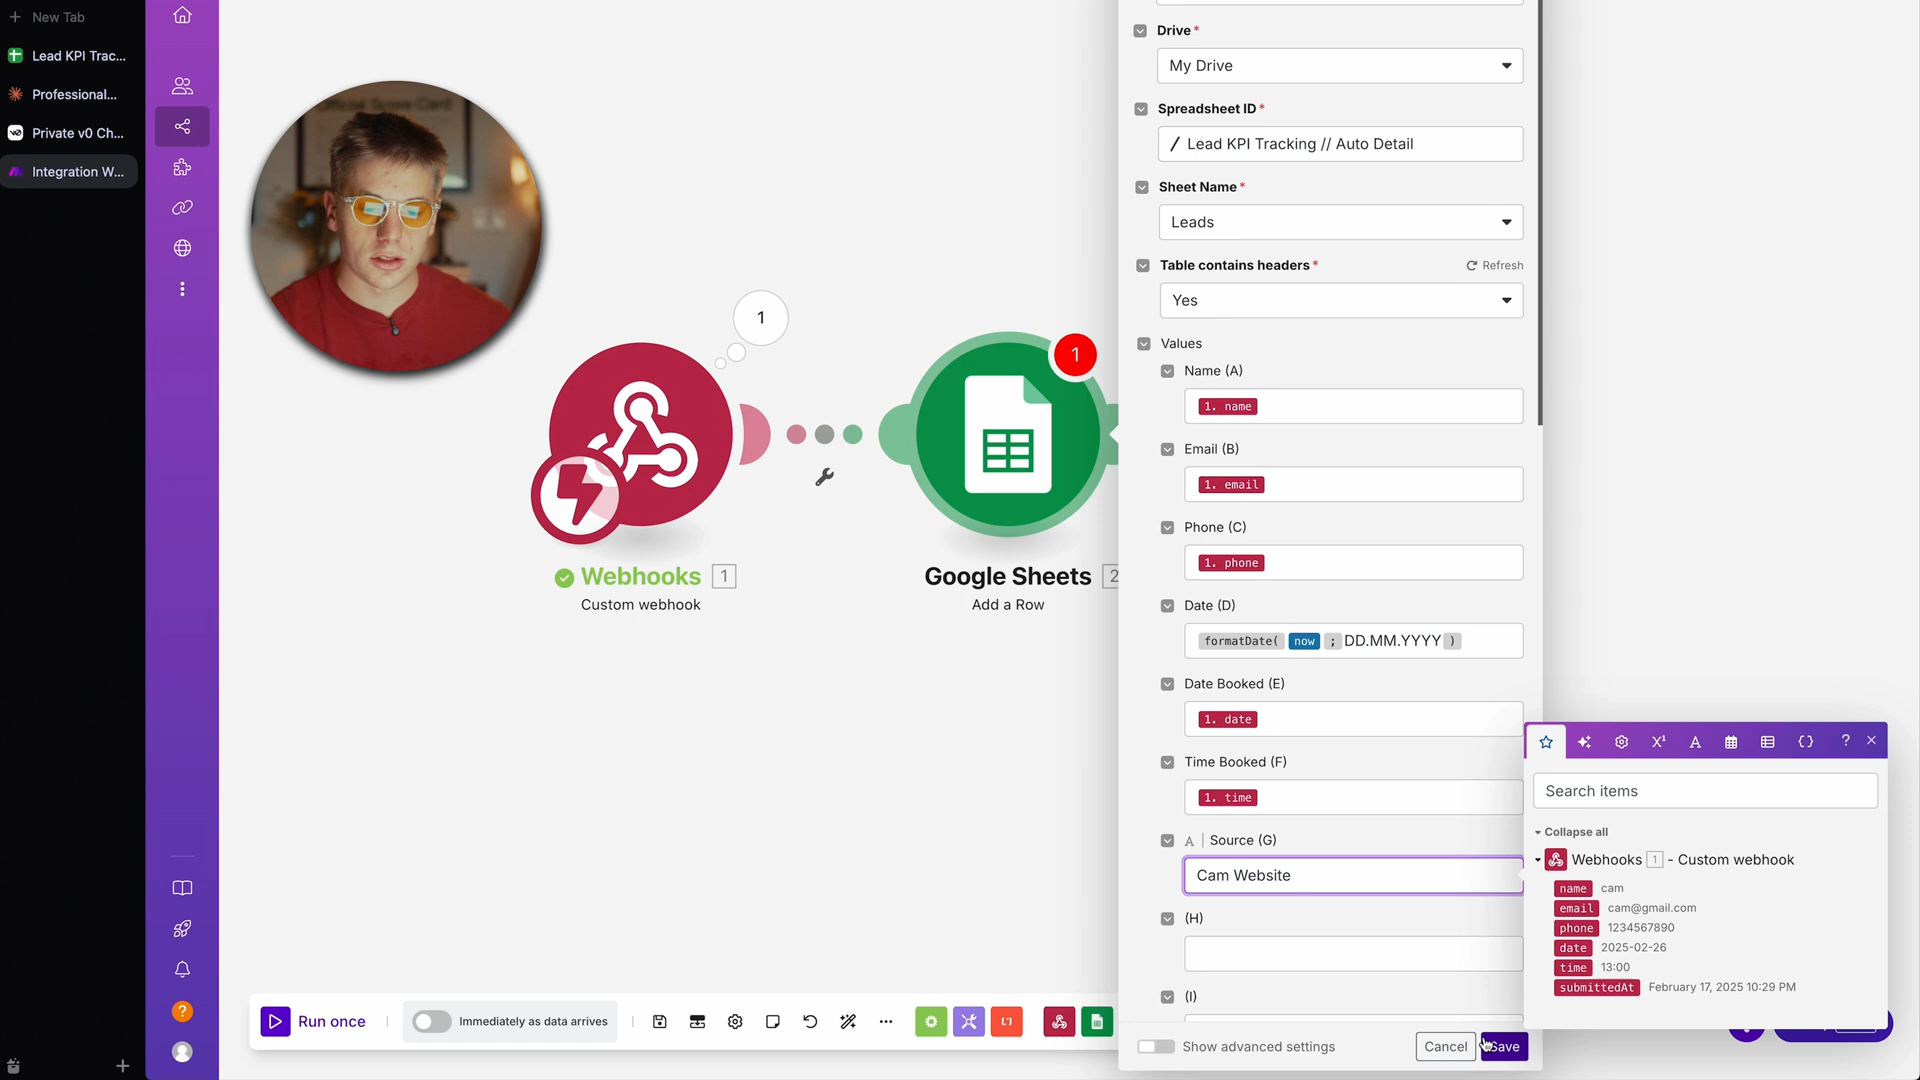 New Tab
Lead KPI Trac...
Professional...
Private v0 Ch...
Integration W...
1
1
Webhooks 1
Custom webhook
Google Sheets 2
Add a Row
Drive*
My Drive
Spreadsheet ID*
/ Lead KPI Tracking // Auto Detail
Sheet Name*
Leads
Table contains headers*
Refresh
Yes
Values
Name (A)
1. name
Email (B)
1. email
Phone (C)
1. phone
Date (D)
formatDate( now ; DD.MM.YYYY )
Date Booked (E)
1. date
Time Booked (F)
1. time
A | Source (G)
Cam Website
(H)
(I)
Show advanced settings
Cancel
Save
Search items
Collapse all
Webhooks 1 - Custom webhook
name cam
email cam@gmail.com
phone 1234567890
date 2025-02-26
time 13:00
submittedAt February 17, 2025 10:29 PM
Run once
Immediately as data arrives